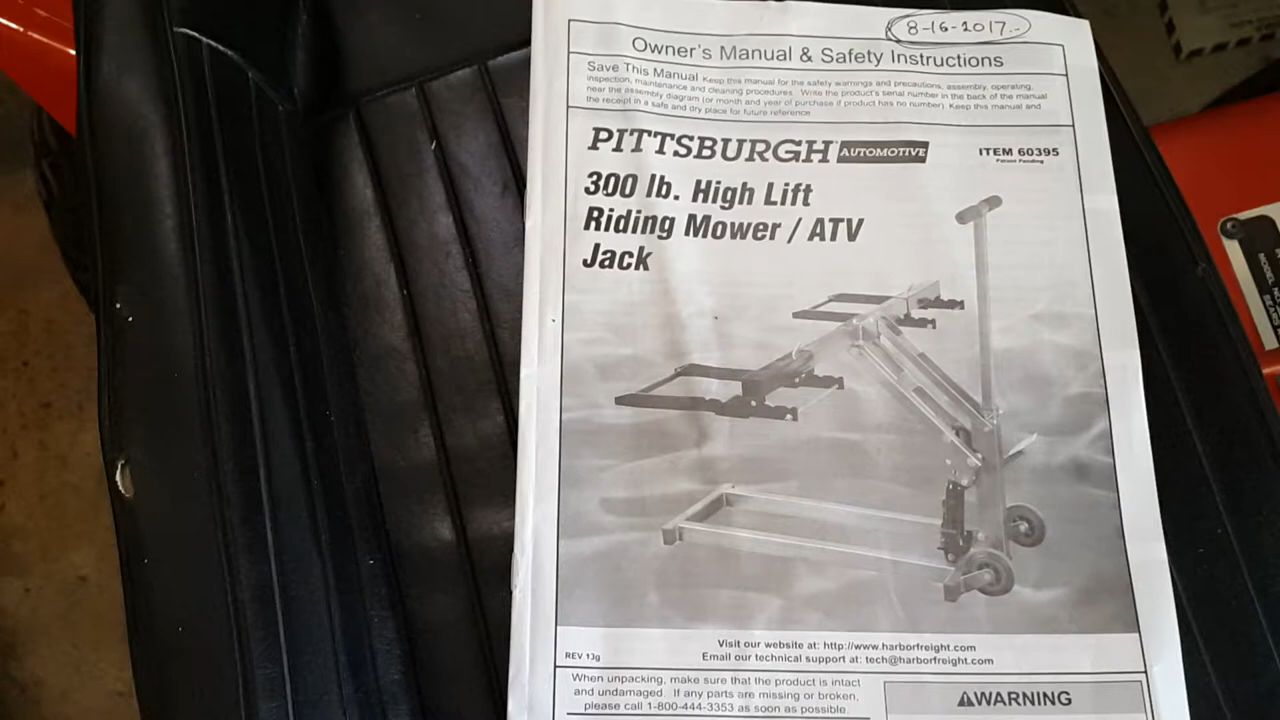 8-16-2017.-
Owner's Manual & Safety Instructions
Save This Manual Keep this manual for the safety warnings and precautions, assembly, operating,
inspection, maintenance and cleaning procedures. Write the product's serial number in the back of the manual
near the assembly diagram (or month and year of purchase if product has no number). Keep this manual and
the receipt in a safe and dry place for future reference
PITTSBURGH AUTOMOTIVE
ITEM 60395
Patent Pending
300 lb. High Lift
Riding Mower / ATV
Jack
Visit our website at: http://www.harborfreight.com
Email our technical support at: tech@harborfreight.com
REV 13g
When unpacking, make sure that the product is intact
and undamaged. If any parts are missing or broken,
please call 1-800-444-3353 as soon as possible.
⚠WARNING
MODEL